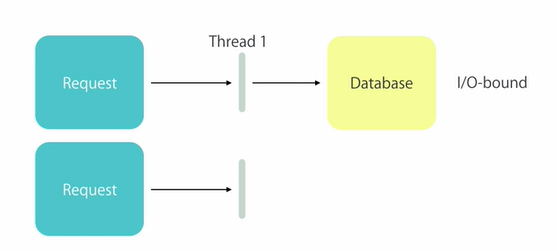 Thread 1
Request
Database
I/O-bound
Request